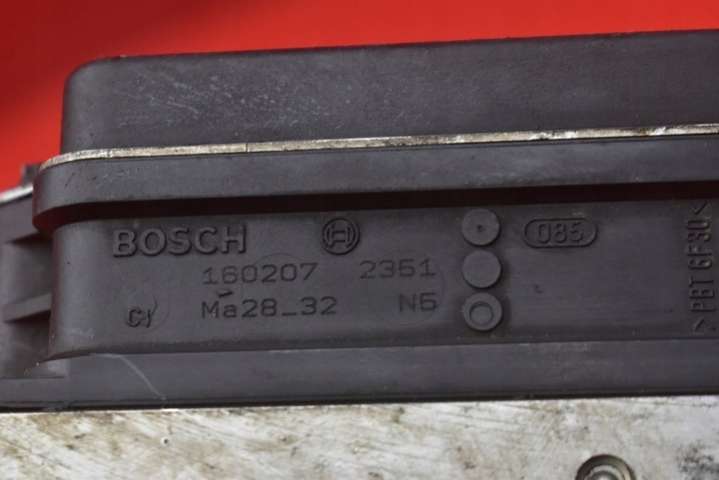 BOSCH
085
160207 2351
Ma28_32 N5
>PBT GF30<